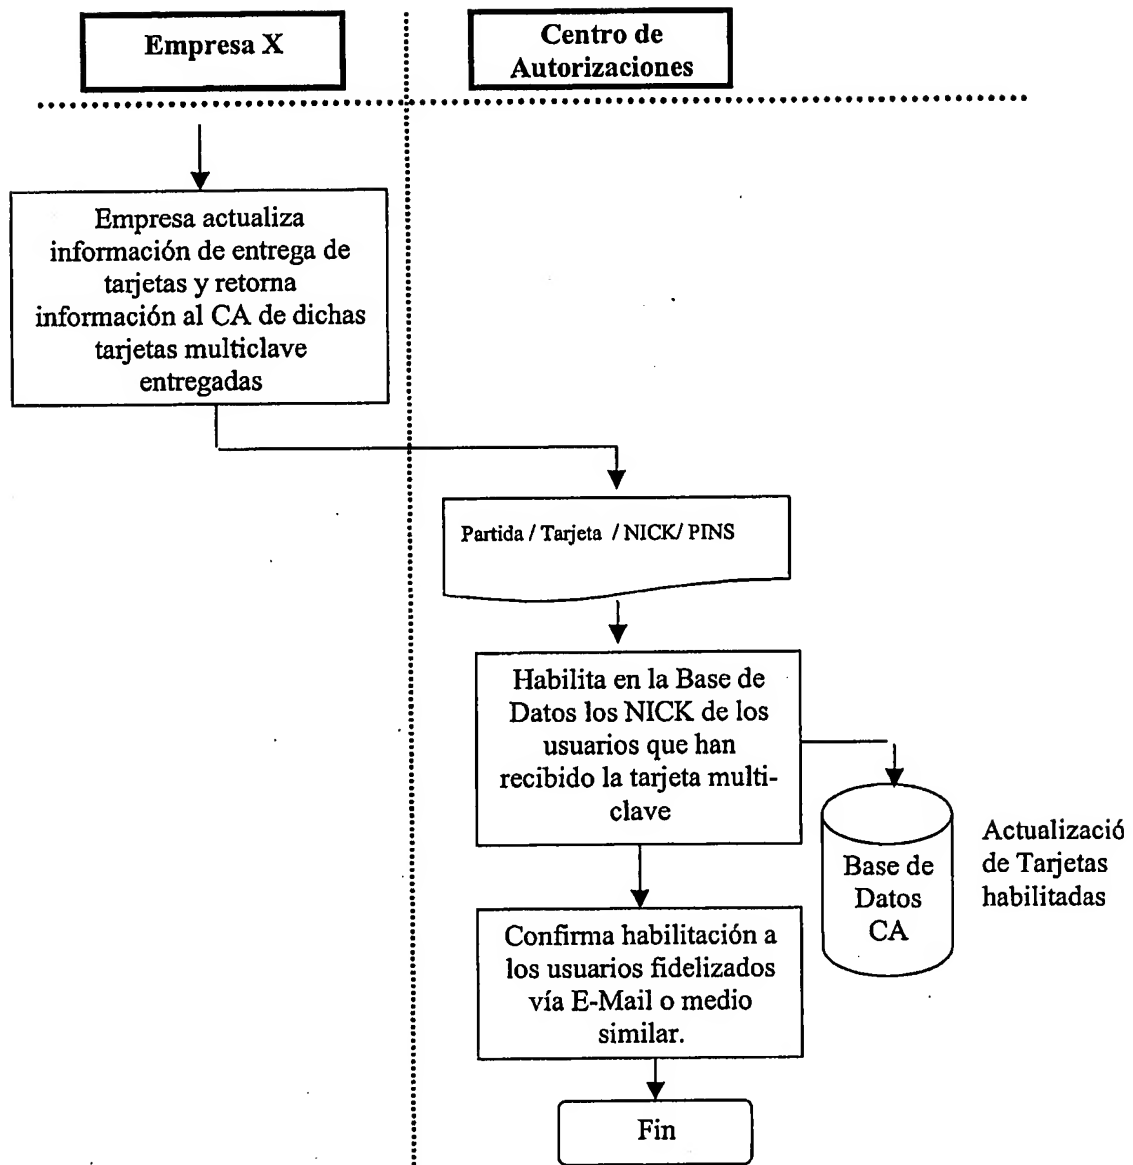 Empresa X
Centro de
Autorizaciones
Empresa actualiza
información de entrega de
tarjetas y retorna
información al CA de dichas
tarjetas multiclave
entregadas
Partida / Tarjeta / NICK/ PINS
Habilita en la Base de
Datos los NICK de los
usuarios que han
recibido la tarjeta multi-
clave
Base de
Datos
CA
Actualizació
de Tarjetas
habilitadas
Confirma habilitación a
los usuarios fidelizados
vía E-Mail o medio
similar.
Fin